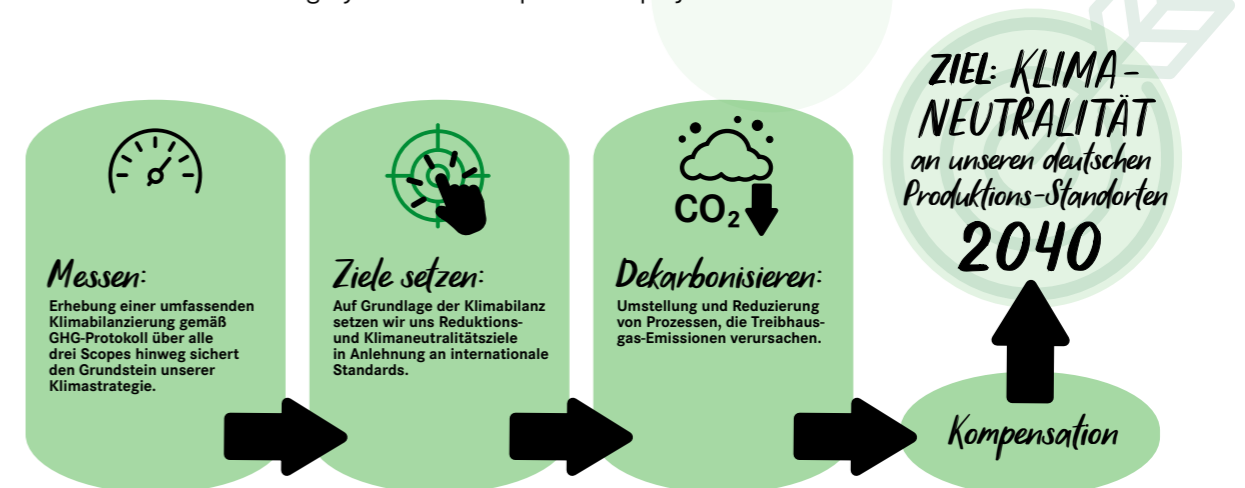 ZIEL: KLIMA-
NEUTRALITÄT
an unseren deutschen
Produktions-Standorten
2040
CO₂
Messen:
Erhebung einer umfassenden
Klimabilanzierung gemäß
GHG-Protokoll über alle
drei Scopes hinweg sichert
den Grundstein unserer
Klimastrategie.
Ziele setzen:
Auf Grundlage der Klimabilanz
setzen wir uns Reduktions-
und Klimaneutralitätsziele
in Anlehnung an internationale
Standards.
Dekarbonisieren:
Umstellung und Reduzierung
von Prozessen, die Treibhaus-
gas-Emissionen verursachen.
Kompensation